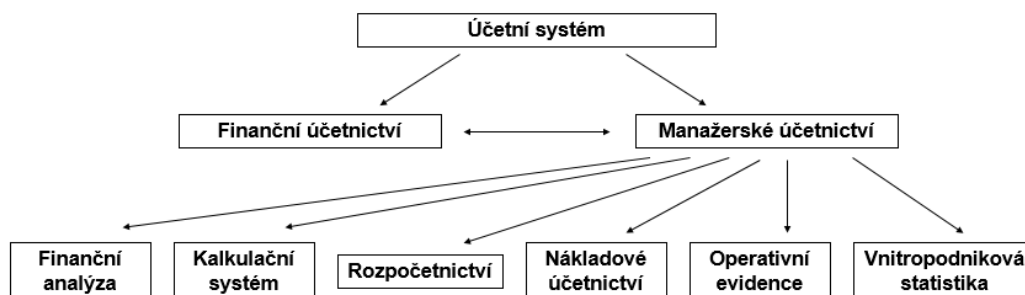 Účetní systém
Finanční účetnictví
Manažerské účetnictví
Finanční
analýza
Kalkulační
systém
Rozpočetnictví
Nákladové
účetnictví
Operativní
evidence
Vnitropodniková
statistika